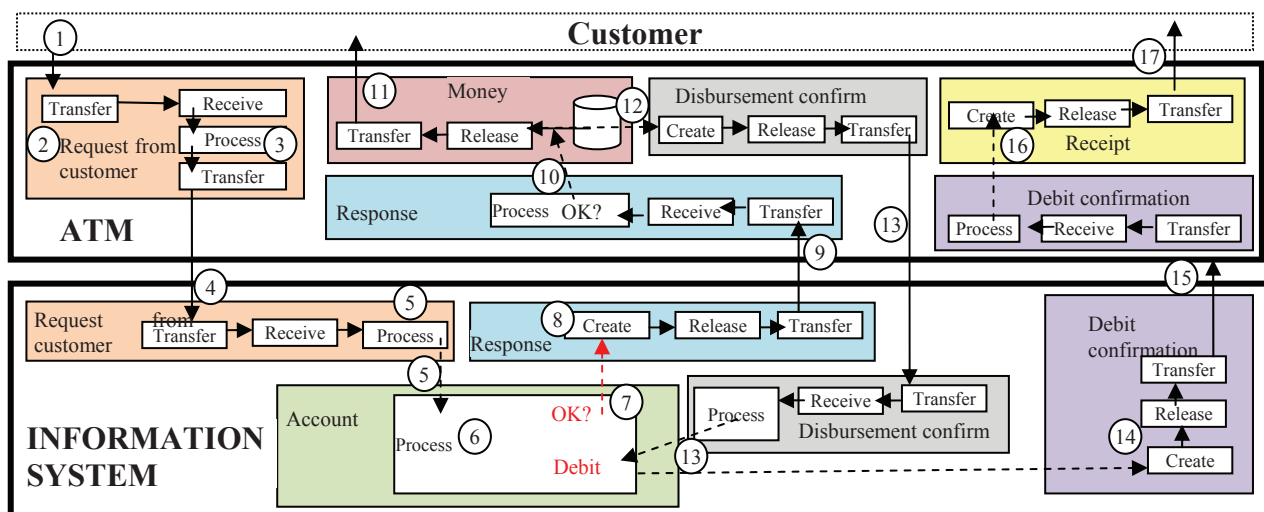 Customer
1
11
17
Transfer
Receive
2
Process
3
Request from
customer
Transfer
Money
Transfer
Release
12
Disbursement confirm
Create
Release
Transfer
Create
Release
Transfer
16
Receipt
ATM
Response
10
Process OK?
Receive
Transfer
9
13
Debit confirmation
Process
Receive
Transfer
15
4
5
Request from
customer
Transfer
Receive
Process
5
8
Create
Release
Transfer
Response
Debit
confirmation
Transfer
Release
14
Create
Account
OK?
7
Process
6
Debit
Process
Receive
Transfer
Disbursement confirm
13
INFORMATION
SYSTEM